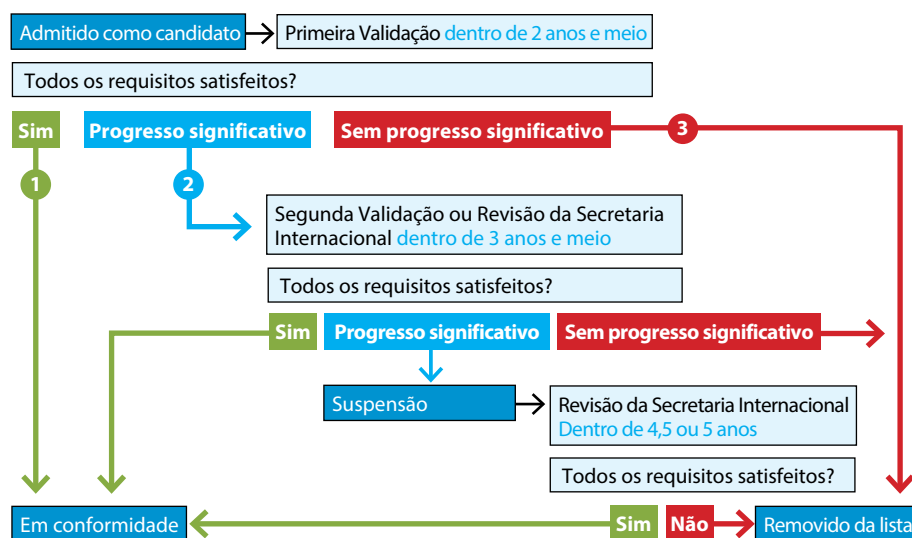 Admitido como candidato
Primeira Validação dentro de 2 anos e meio
Todos os requisitos satisfeitos?
Sim
Progresso significativo
Sem progresso significativo
3
1
2
Segunda Validação ou Revisão da Secretaria
Internacional dentro de 3 anos e meio
Todos os requisitos satisfeitos?
Sim
Progresso significativo
Sem progresso significativo
Suspensão
Revisão da Secretaria Internacional
Dentro de 4,5 ou 5 anos
Todos os requisitos satisfeitos?
Em conformidade
Sim
Não
Removido da lista